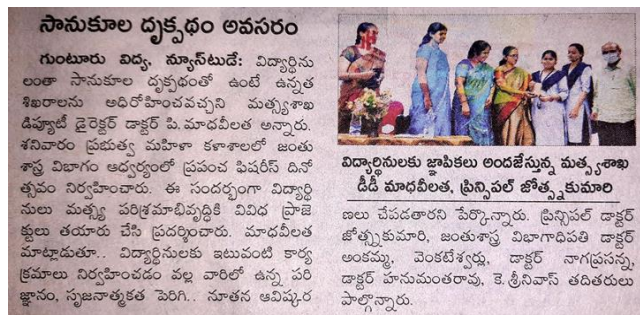 సానుకూల దృక్పథం అవసరం
గుంటూరు విద్య, న్యూస్‌టుడే: విద్యార్థిను
లంతా సానుకూల దృక్పథంతో ఉంటే ఉన్నత
శిఖరాలను అధిరోహించవచ్చని మత్స్యశాఖ
డిప్యూటీ డైరెక్టర్ డాక్టర్ పి.మాధవీలత అన్నారు.
శనివారం ప్రభుత్వ మహిళా కళాశాలలో జంతు
శాస్త్ర విభాగం ఆధ్వర్యంలో ప్రపంచ ఫిషరీస్ దినో
త్సవం నిర్వహించారు. ఈ సందర్భంగా విద్యార్థి
నులు మత్స్య పరిశ్రమాభివృద్ధికి వివిధ ప్రాజె
క్టులు తయారు చేసి ప్రదర్శించారు. మాధవీలత
మాట్లాడుతూ.. విద్యార్థినులకు ఇటువంటి కార్య
క్రమాలు నిర్వహించడం వల్ల వారిలో ఉన్న పరి
జ్ఞానం, సృజనాత్మకత పెరిగి.. నూతన ఆవిష్కర
విద్యార్థినులకు జ్ఞాపికలు అందజేస్తున్న మత్స్యశాఖ
డీడీ మాధవీలత, ప్రిన్సిపల్ జోత్స్నకుమారి
ణలు చేపడతారని పేర్కొన్నారు. ప్రిన్సిపల్ డాక్టర్
జోత్స్నకుమారి, జంతుశాస్త్ర విభాగాధిపతి డాక్టర్
అంకమ్మ, వెంకటేశ్వర్లు, డాక్టర్ నాగప్రసన్న,
డాక్టర్ హనుమంతరావు, కె.శ్రీనివాస్ తదితరులు
పాల్గొన్నారు.